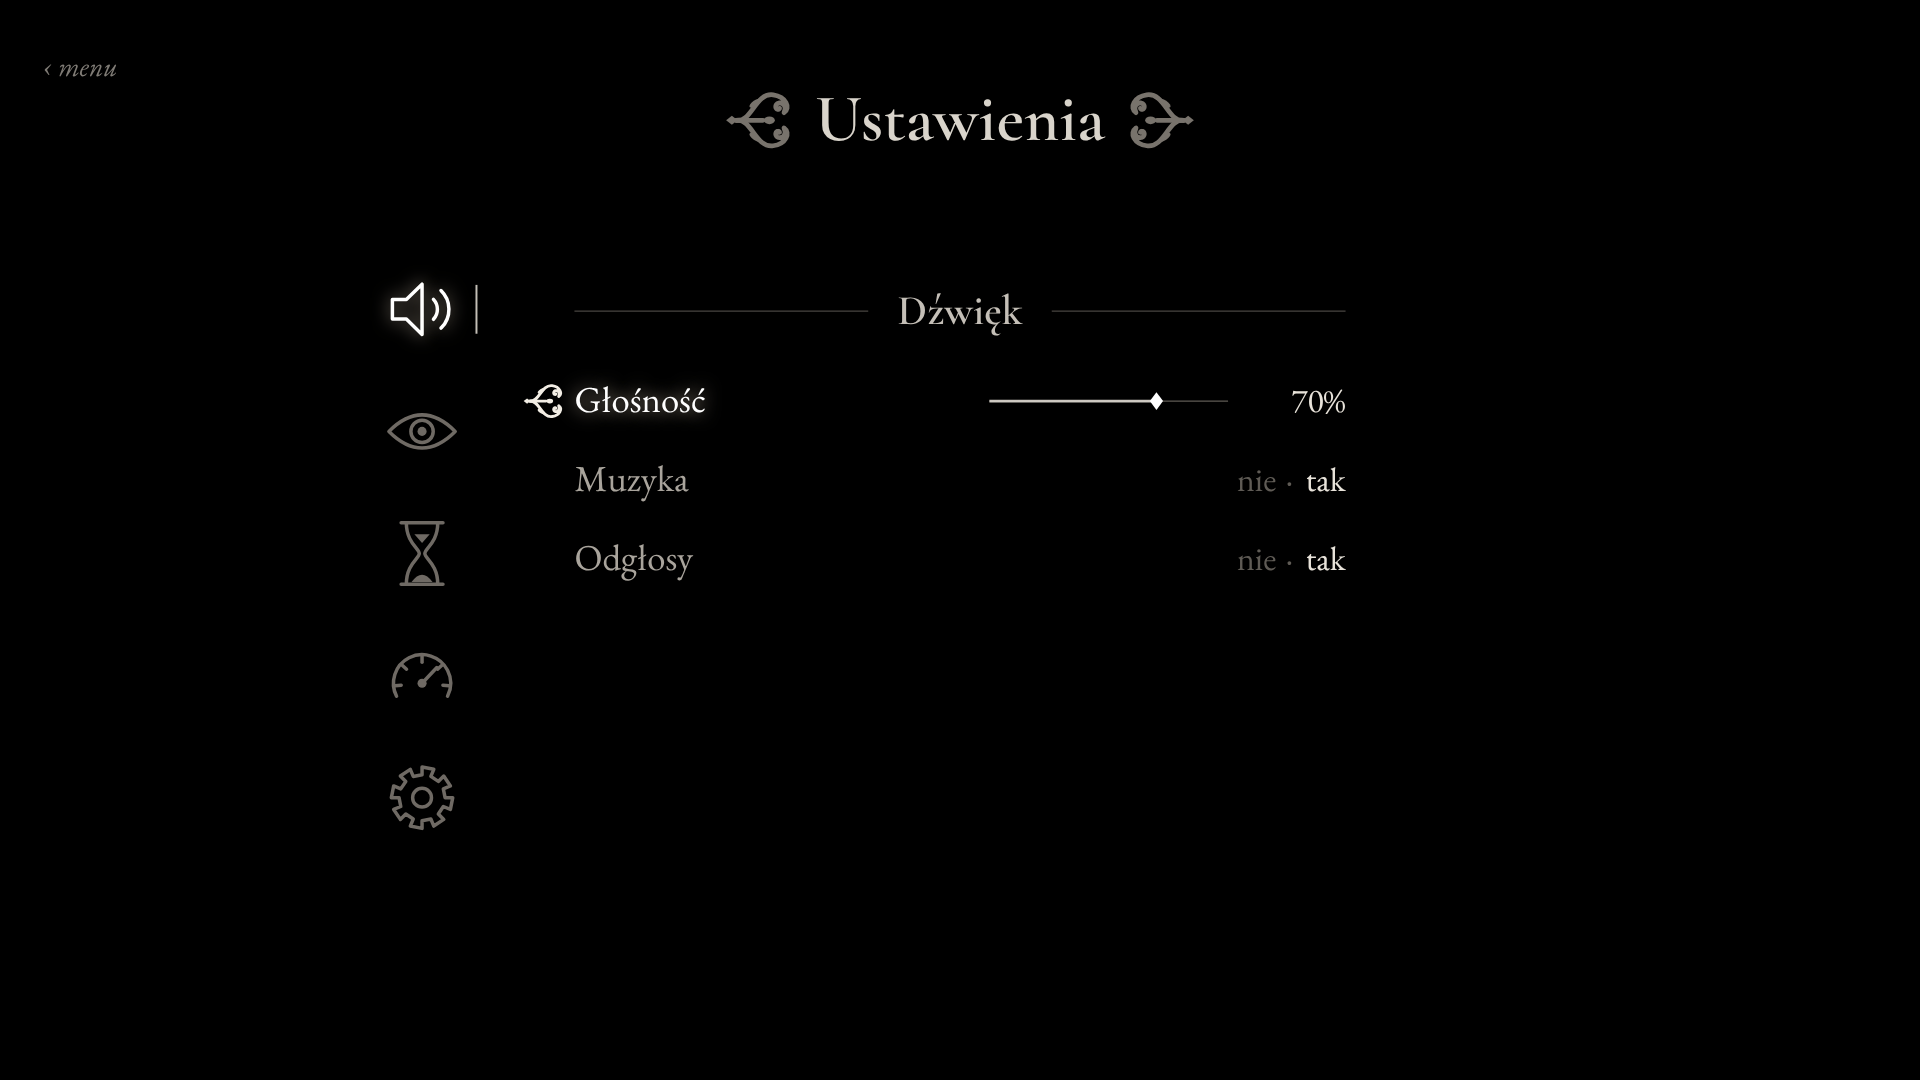 ‹ menu
Ustawienia
Dźwięk
Głośność 70%
Muzyka nie · tak
Odgłosy nie · tak